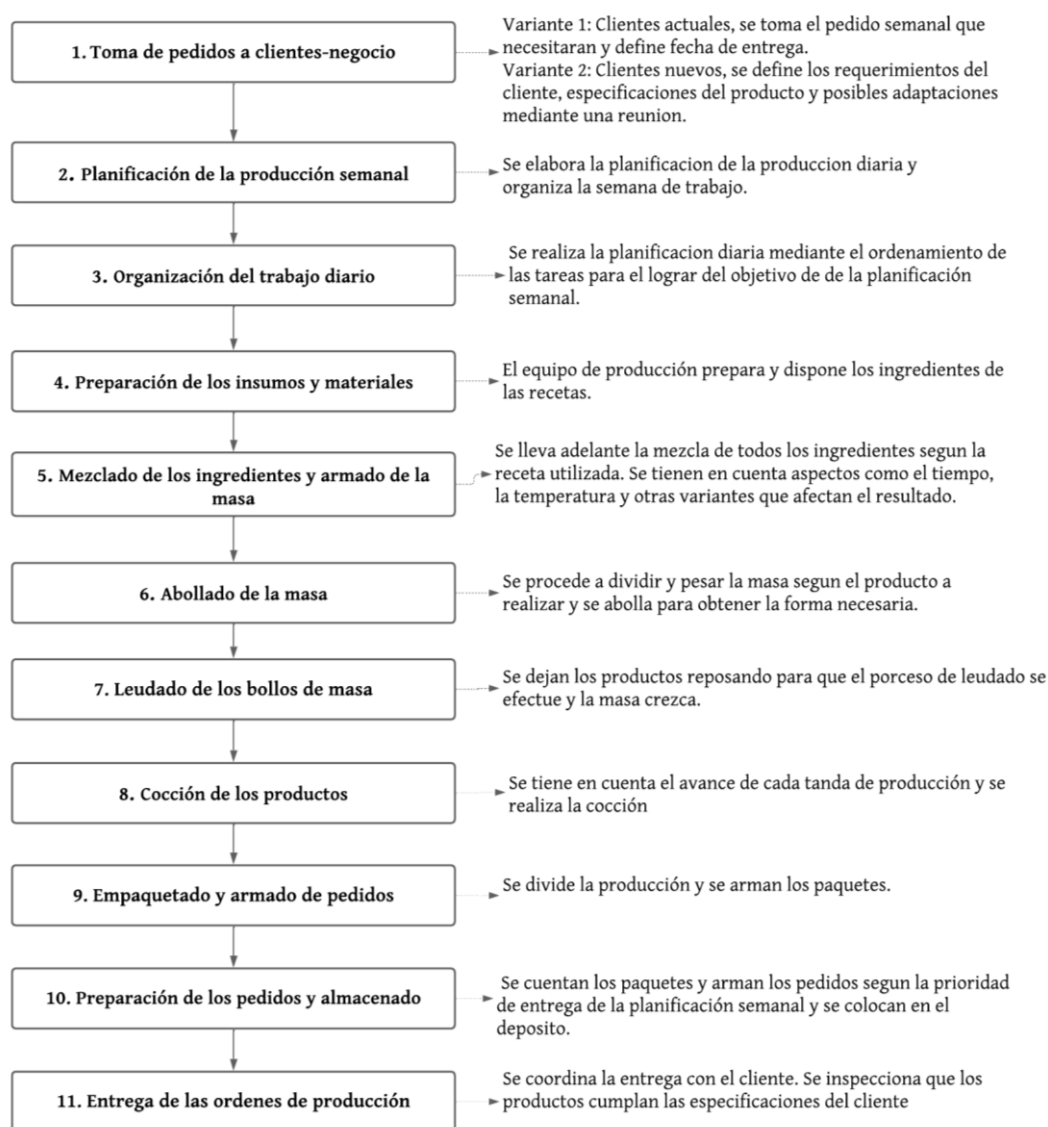 1. Toma de pedidos a clientes-negocio
Variante 1: Clientes actuales, se toma el pedido semanal que
necesitaran y define fecha de entrega.
Variante 2: Clientes nuevos, se define los requerimientos del
cliente, especificaciones del producto y posibles adaptaciones
mediante una reunion.
2. Planificación de la producción semanal
Se elabora la planificacion de la produccion diaria y
organiza la semana de trabajo.
3. Organización del trabajo diario
Se realiza la planificacion diaria mediante el ordenamiento de
las tareas para el lograr del objetivo de de la planificación
semanal.
4. Preparación de los insumos y materiales
El equipo de producción prepara y dispone los ingredientes de
las recetas.
5. Mezclado de los ingredientes y armado de la
masa
Se lleva adelante la mezcla de todos los ingredientes segun la
receta utilizada. Se tienen en cuenta aspectos como el tiempo,
la temperatura y otras variantes que afectan el resultado.
6. Abollado de la masa
Se procede a dividir y pesar la masa segun el producto a
realizar y se abolla para obtener la forma necesaria.
7. Leudado de los bollos de masa
Se dejan los productos reposando para que el porceso de leudado se
efectue y la masa crezca.
8. Cocción de los productos
Se tiene en cuenta el avance de cada tanda de producción y se
realiza la cocción
9. Empaquetado y armado de pedidos
Se divide la producción y se arman los paquetes.
10. Preparación de los pedidos y almacenado
Se cuentan los paquetes y arman los pedidos segun la prioridad
de entrega de la planificación semanal y se colocan en el
deposito.
11. Entrega de las ordenes de producción
Se coordina la entrega con el cliente. Se inspecciona que los
productos cumplan las especificaciones del cliente